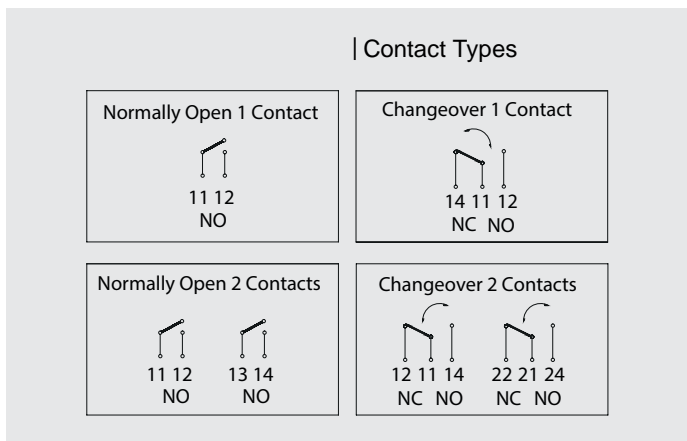 | Contact Types
Normally Open 1 Contact
11 12
NO
Changeover 1 Contact
14 11 12
NC NO
Normally Open 2 Contacts
11 12 13 14
NO NO
Changeover 2 Contacts
12 11 14 22 21 24
NC NO NC NO